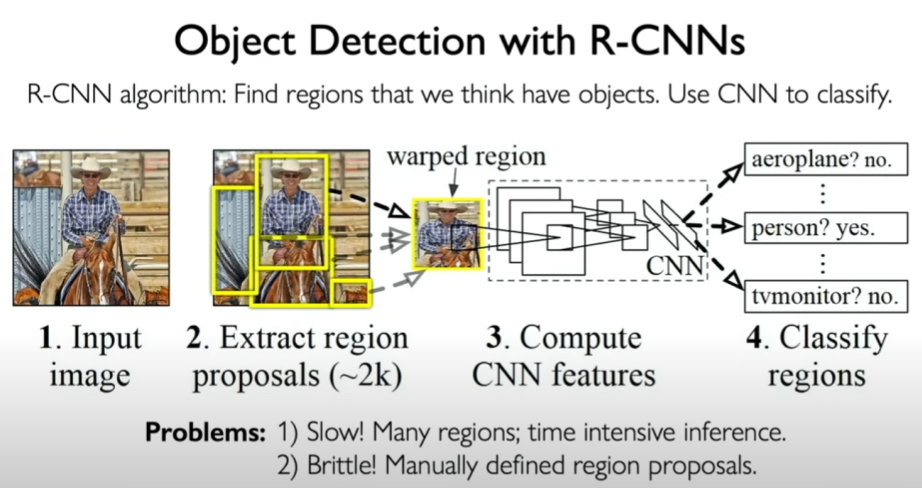 Object Detection with R-CNNs
R-CNN algorithm: Find regions that we think have objects. Use CNN to classify.
warped region
aeroplane? no.
person? yes.
CNN
tvmonitor? no.
1. Input
image
2. Extract region
proposals (~2k)
3. Compute
CNN features
4. Classify
regions
Problems: 1) Slow! Many regions; time intensive inference.
2) Brittle! Manually defined region proposals.